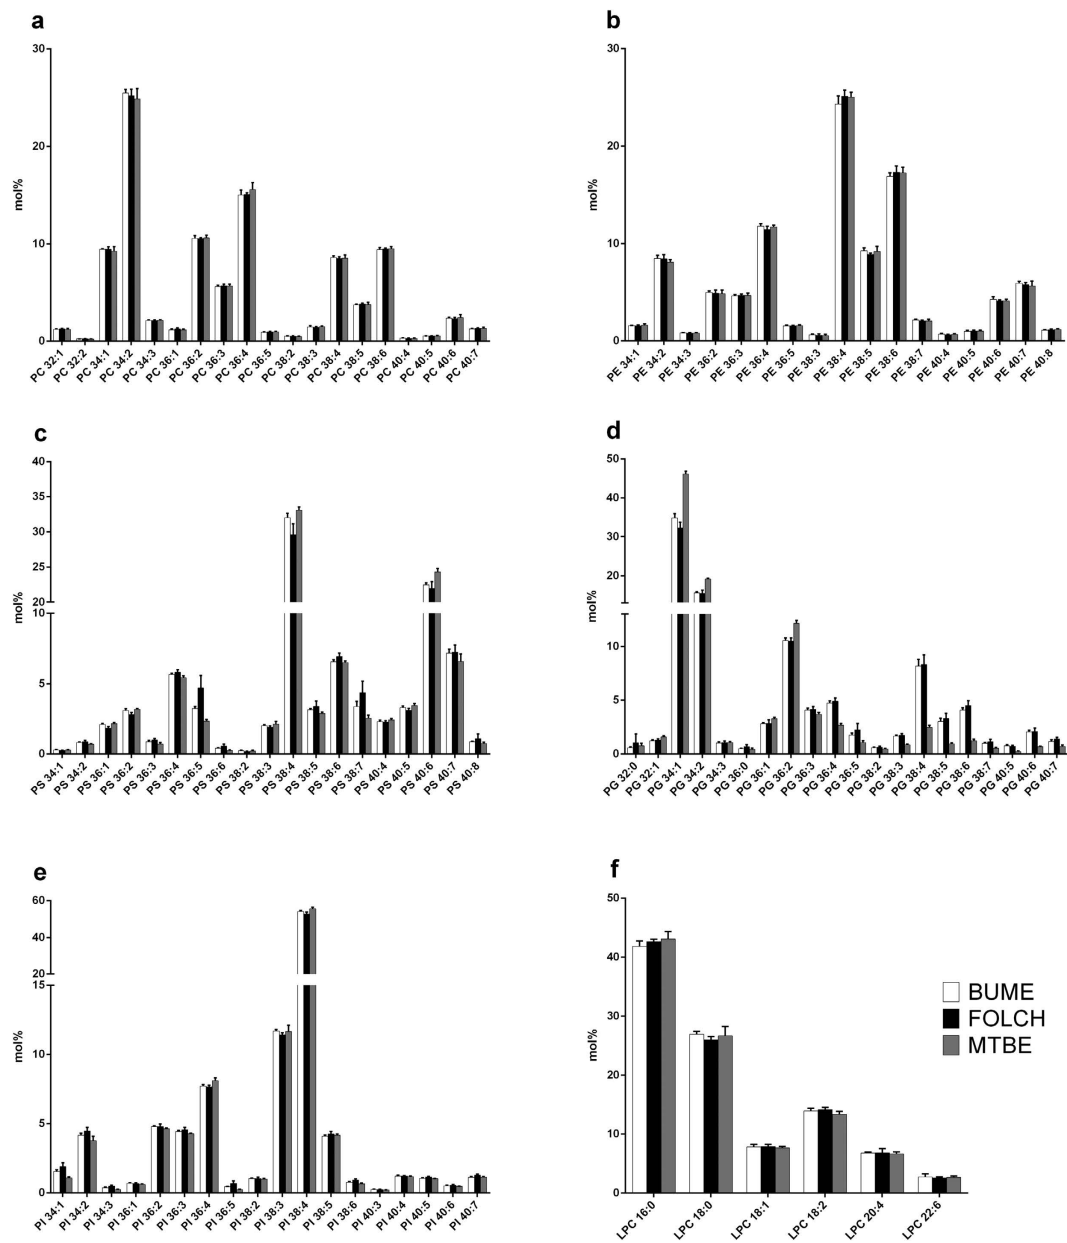 a
30
20
10
0
mol%
PC 32:1
PC 32:2
PC 34:1
PC 34:2
PC 34:3
PC 36:1
PC 36:2
PC 36:3
PC 36:4
PC 36:5
PC 38:2
PC 38:3
PC 38:4
PC 38:5
PC 38:6
PC 40:4
PC 40:5
PC 40:6
PC 40:7
b
30
20
10
0
mol%
PE 34:1
PE 34:2
PE 34:3
PE 36:2
PE 36:3
PE 36:4
PE 36:5
PE 38:3
PE 38:4
PE 38:5
PE 38:6
PE 38:7
PE 40:4
PE 40:5
PE 40:6
PE 40:7
PE 40:8
c
40
35
30
25
20
10
5
0
mol%
PS 34:1
PS 34:2
PS 36:1
PS 36:2
PS 36:3
PS 36:4
PS 36:5
PS 36:6
PS 38:2
PS 38:3
PS 38:4
PS 38:5
PS 38:6
PS 38:7
PS 40:4
PS 40:5
PS 40:6
PS 40:7
PS 40:8
d
50
40
30
20
10
5
0
mol%
PG 32:0
PG 32:1
PG 34:1
PG 34:2
PG 34:3
PG 36:0
PG 36:1
PG 36:2
PG 36:3
PG 36:4
PG 36:5
PG 38:2
PG 38:3
PG 38:4
PG 38:5
PG 38:6
PG 38:7
PG 40:5
PG 40:6
PG 40:7
e
60
40
20
15
10
5
0
mol%
PI 34:1
PI 34:2
PI 34:3
PI 36:1
PI 36:2
PI 36:3
PI 36:4
PI 36:5
PI 38:2
PI 38:3
PI 38:4
PI 38:5
PI 38:6
PI 40:3
PI 40:4
PI 40:5
PI 40:6
PI 40:7
f
50
40
30
20
10
0
mol%
LPC 16:0
LPC 18:0
LPC 18:1
LPC 18:2
LPC 20:4
LPC 22:6
BUME
FOLCH
MTBE